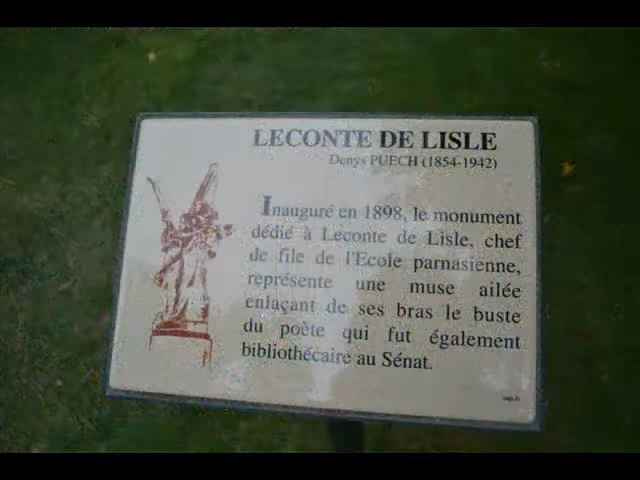 LECONTE DE LISLE
Denys PUECH (1854-1942)
Inauguré en 1898, le monument
dédié à Leconte de Lisle, chef
de file de l'Ecole parnasienne,
représente une muse ailée
enlaçant de ses bras le buste
du poète qui fut également
bibliothécaire au Sénat.